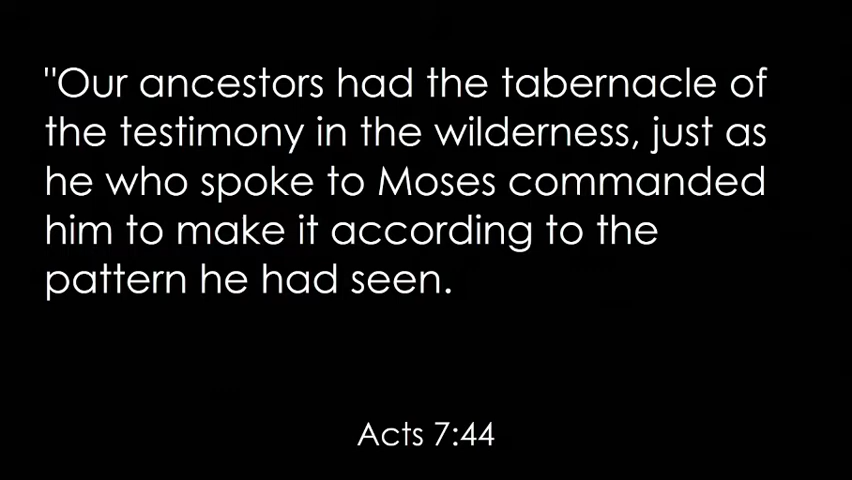 "Our ancestors had the tabernacle of
the testimony in the wilderness, just as
he who spoke to Moses commanded
him to make it according to the
pattern he had seen.
Acts 7:44